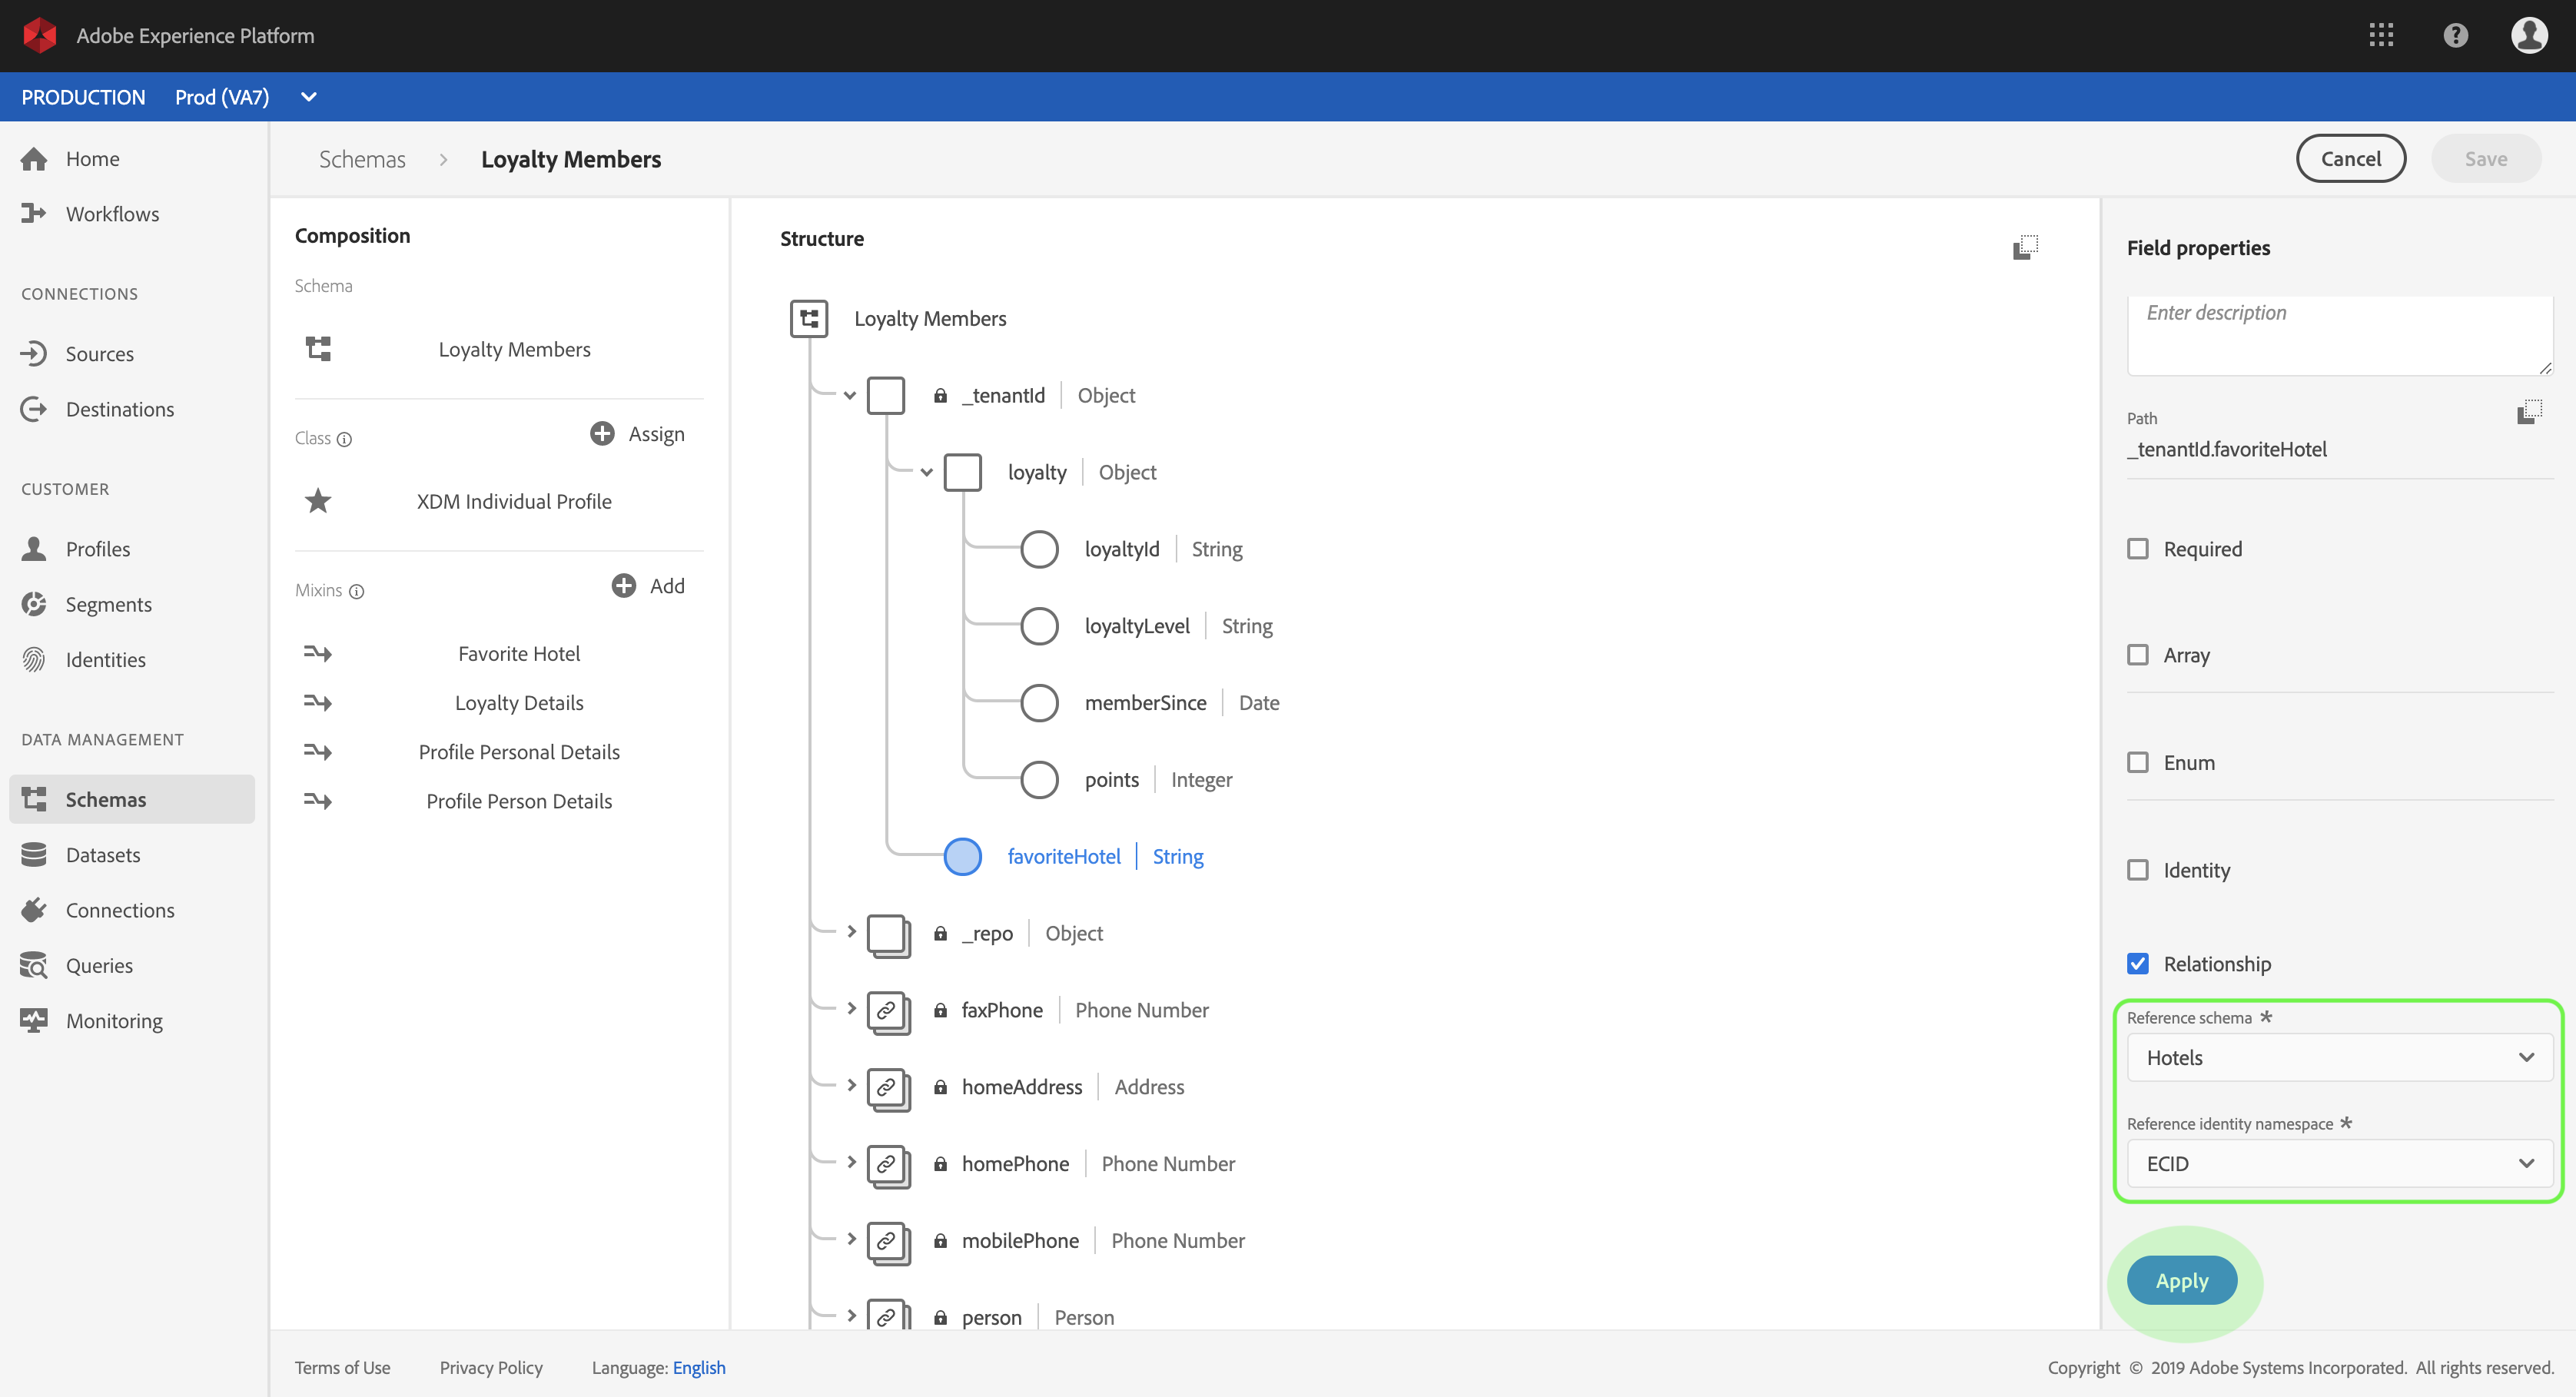 Adobe Experience Platform
PRODUCTION Prod (VA7)
Home
Workflows
CONNECTIONS
Sources
Destinations
CUSTOMER
Profiles
Segments
Identities
DATA MANAGEMENT
Schemas
Datasets
Connections
Queries
Monitoring
Schemas > Loyalty Members
Cancel Save
Composition
Schema
Loyalty Members
Class Assign
XDM Individual Profile
Mixins Add
Favorite Hotel
Loyalty Details
Profile Personal Details
Profile Person Details
Structure
Loyalty Members
_tenantId | Object
loyalty | Object
loyaltyId | String
loyaltyLevel | String
memberSince | Date
points | Integer
favoriteHotel | String
_repo | Object
faxPhone | Phone Number
homeAddress | Address
homePhone | Phone Number
mobilePhone | Phone Number
person | Person
Field properties
Enter description
Path
_tenantId.favoriteHotel
Required
Array
Enum
Identity
Relationship
Reference schema *
Hotels
Reference identity namespace *
ECID
Apply
Terms of Use Privacy Policy Language: English
Copyright © 2019 Adobe Systems Incorporated. All rights reserved.